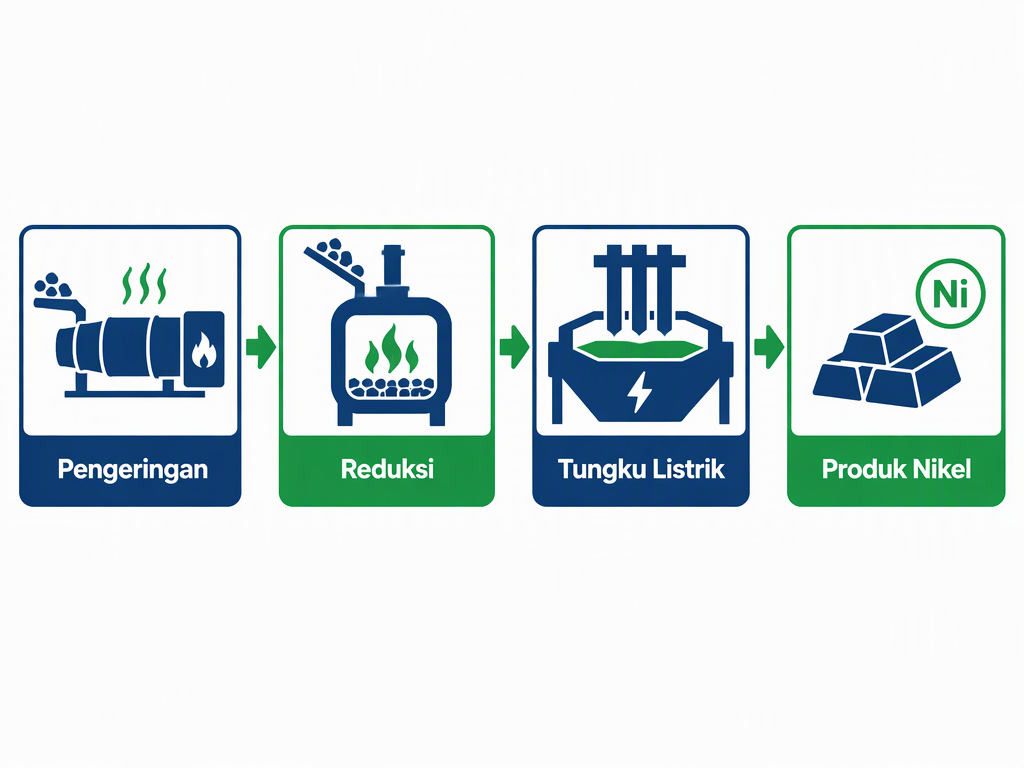 Ni
Pengeringan
Reduksi
Tungku Listrik
Produk Nikel